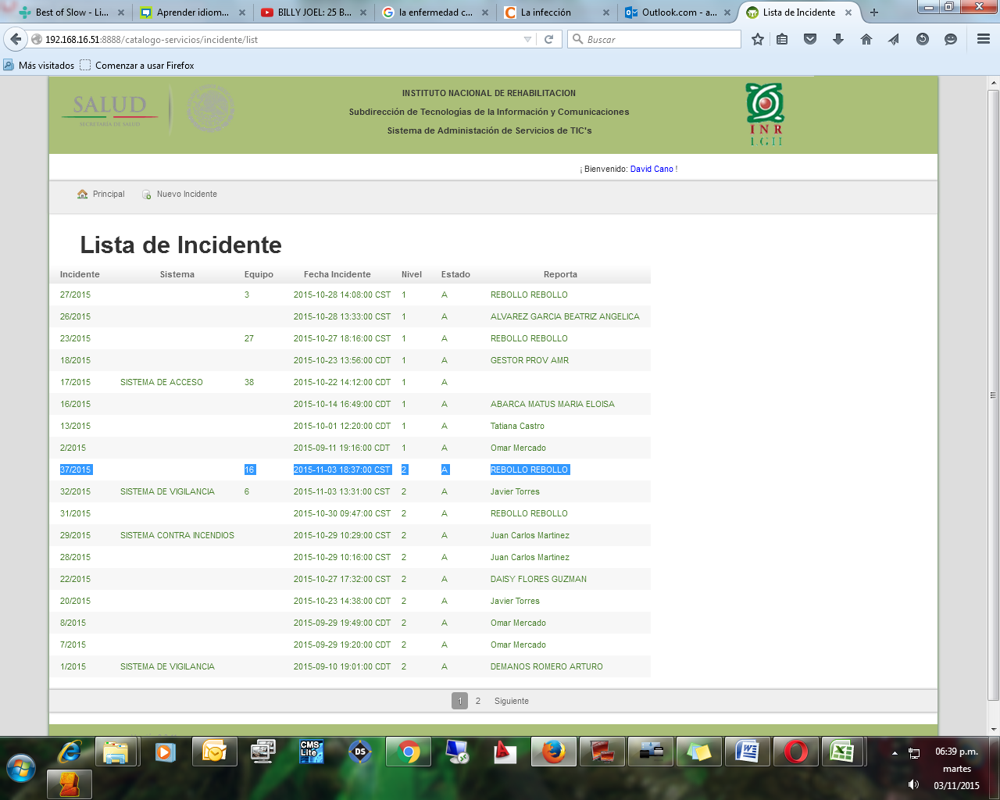 Best of Slow - Li...
Aprender idiom...
BILLY JOEL: 25 B...
la enfermedad c...
La infección
Outlook.com - a...
Lista de Incidente
192.168.16.51:8888/catalogo-servicios/incidente/list
Buscar
Más visitados
Comenzar a usar Firefox
SALUD
SECRETARÍA DE SALUD
INSTITUTO NACIONAL DE REHABILITACION
Subdirección de Tecnologías de la Información y Comunicaciones
Sistema de Administación de Servicios de TIC's
INR
LGII
¡ Bienvenido: David Cano !
Principal
Nuevo Incidente
Lista de Incidente
Incidente Sistema Equipo Fecha Incidente Nivel Estado Reporta
27/2015 3 2015-10-28 14:08:00 CST 1 A REBOLLO REBOLLO
26/2015 2015-10-28 13:33:00 CST 1 A ALVAREZ GARCIA BEATRIZ ANGELICA
23/2015 27 2015-10-27 18:16:00 CST 1 A REBOLLO REBOLLO
18/2015 2015-10-23 13:56:00 CDT 1 A GESTOR PROV AMR
17/2015 SISTEMA DE ACCESO 38 2015-10-22 14:12:00 CDT 1 A
16/2015 2015-10-14 16:49:00 CDT 1 A ABARCA MATUS MARIA ELOISA
13/2015 2015-10-01 12:20:00 CDT 1 A Tatiana Castro
2/2015 2015-09-11 19:16:00 CDT 1 A Omar Mercado
37/2015 16 2015-11-03 18:37:00 CST 2 A REBOLLO REBOLLO
32/2015 SISTEMA DE VIGILANCIA 6 2015-11-03 13:31:00 CST 2 A Javier Torres
31/2015 2015-10-30 09:47:00 CST 2 A REBOLLO REBOLLO
29/2015 SISTEMA CONTRA INCENDIOS 2015-10-29 10:29:00 CST 2 A Juan Carlos Martinez
28/2015 2015-10-29 10:16:00 CST 2 A Juan Carlos Martinez
22/2015 2015-10-27 17:32:00 CST 2 A DAISY FLORES GUZMAN
20/2015 2015-10-23 14:38:00 CDT 2 A Javier Torres
8/2015 2015-09-29 19:49:00 CDT 2 A Omar Mercado
7/2015 2015-09-29 19:20:00 CDT 2 A Omar Mercado
1/2015 SISTEMA DE VIGILANCIA 2015-09-10 19:01:00 CDT 2 A DEMANOS ROMERO ARTURO
1 2 Siguiente
CMS Lite
DS
06:39 p.m.
martes
03/11/2015